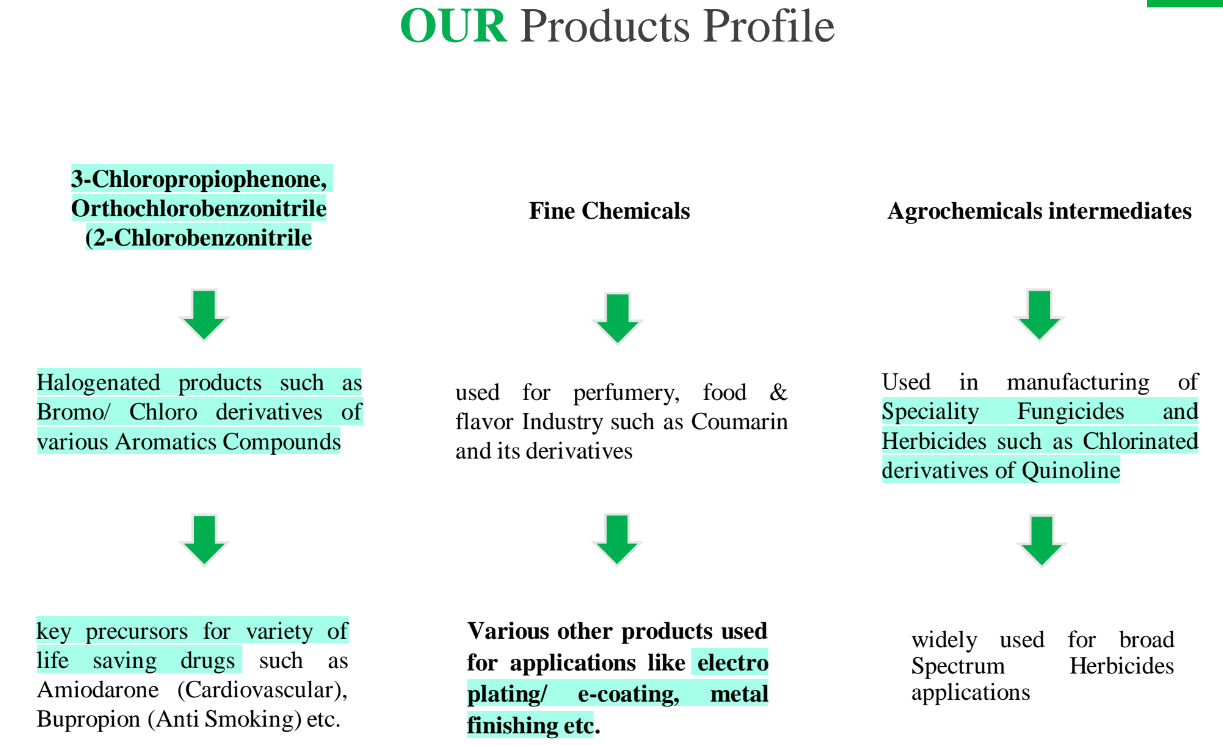 OUR Products Profile
3-Chloropropiophenone,
Orthochlorobenzonitrile
(2-Chlorobenzonitrile
Halogenated products such as
Bromo/ Chloro derivatives of
various Aromatics Compounds
key precursors for variety of
life saving drugs such as
Amiodarone (Cardiovascular),
Bupropion (Anti Smoking) etc.
Fine Chemicals
used for perfumery, food &
flavor Industry such as Coumarin
and its derivatives
Various other products used
for applications like electro
plating/ e-coating, metal
finishing etc.
Agrochemicals intermediates
Used in manufacturing of
Speciality Fungicides and
Herbicides such as Chlorinated
derivatives of Quinoline
widely used for broad
Spectrum Herbicides
applications